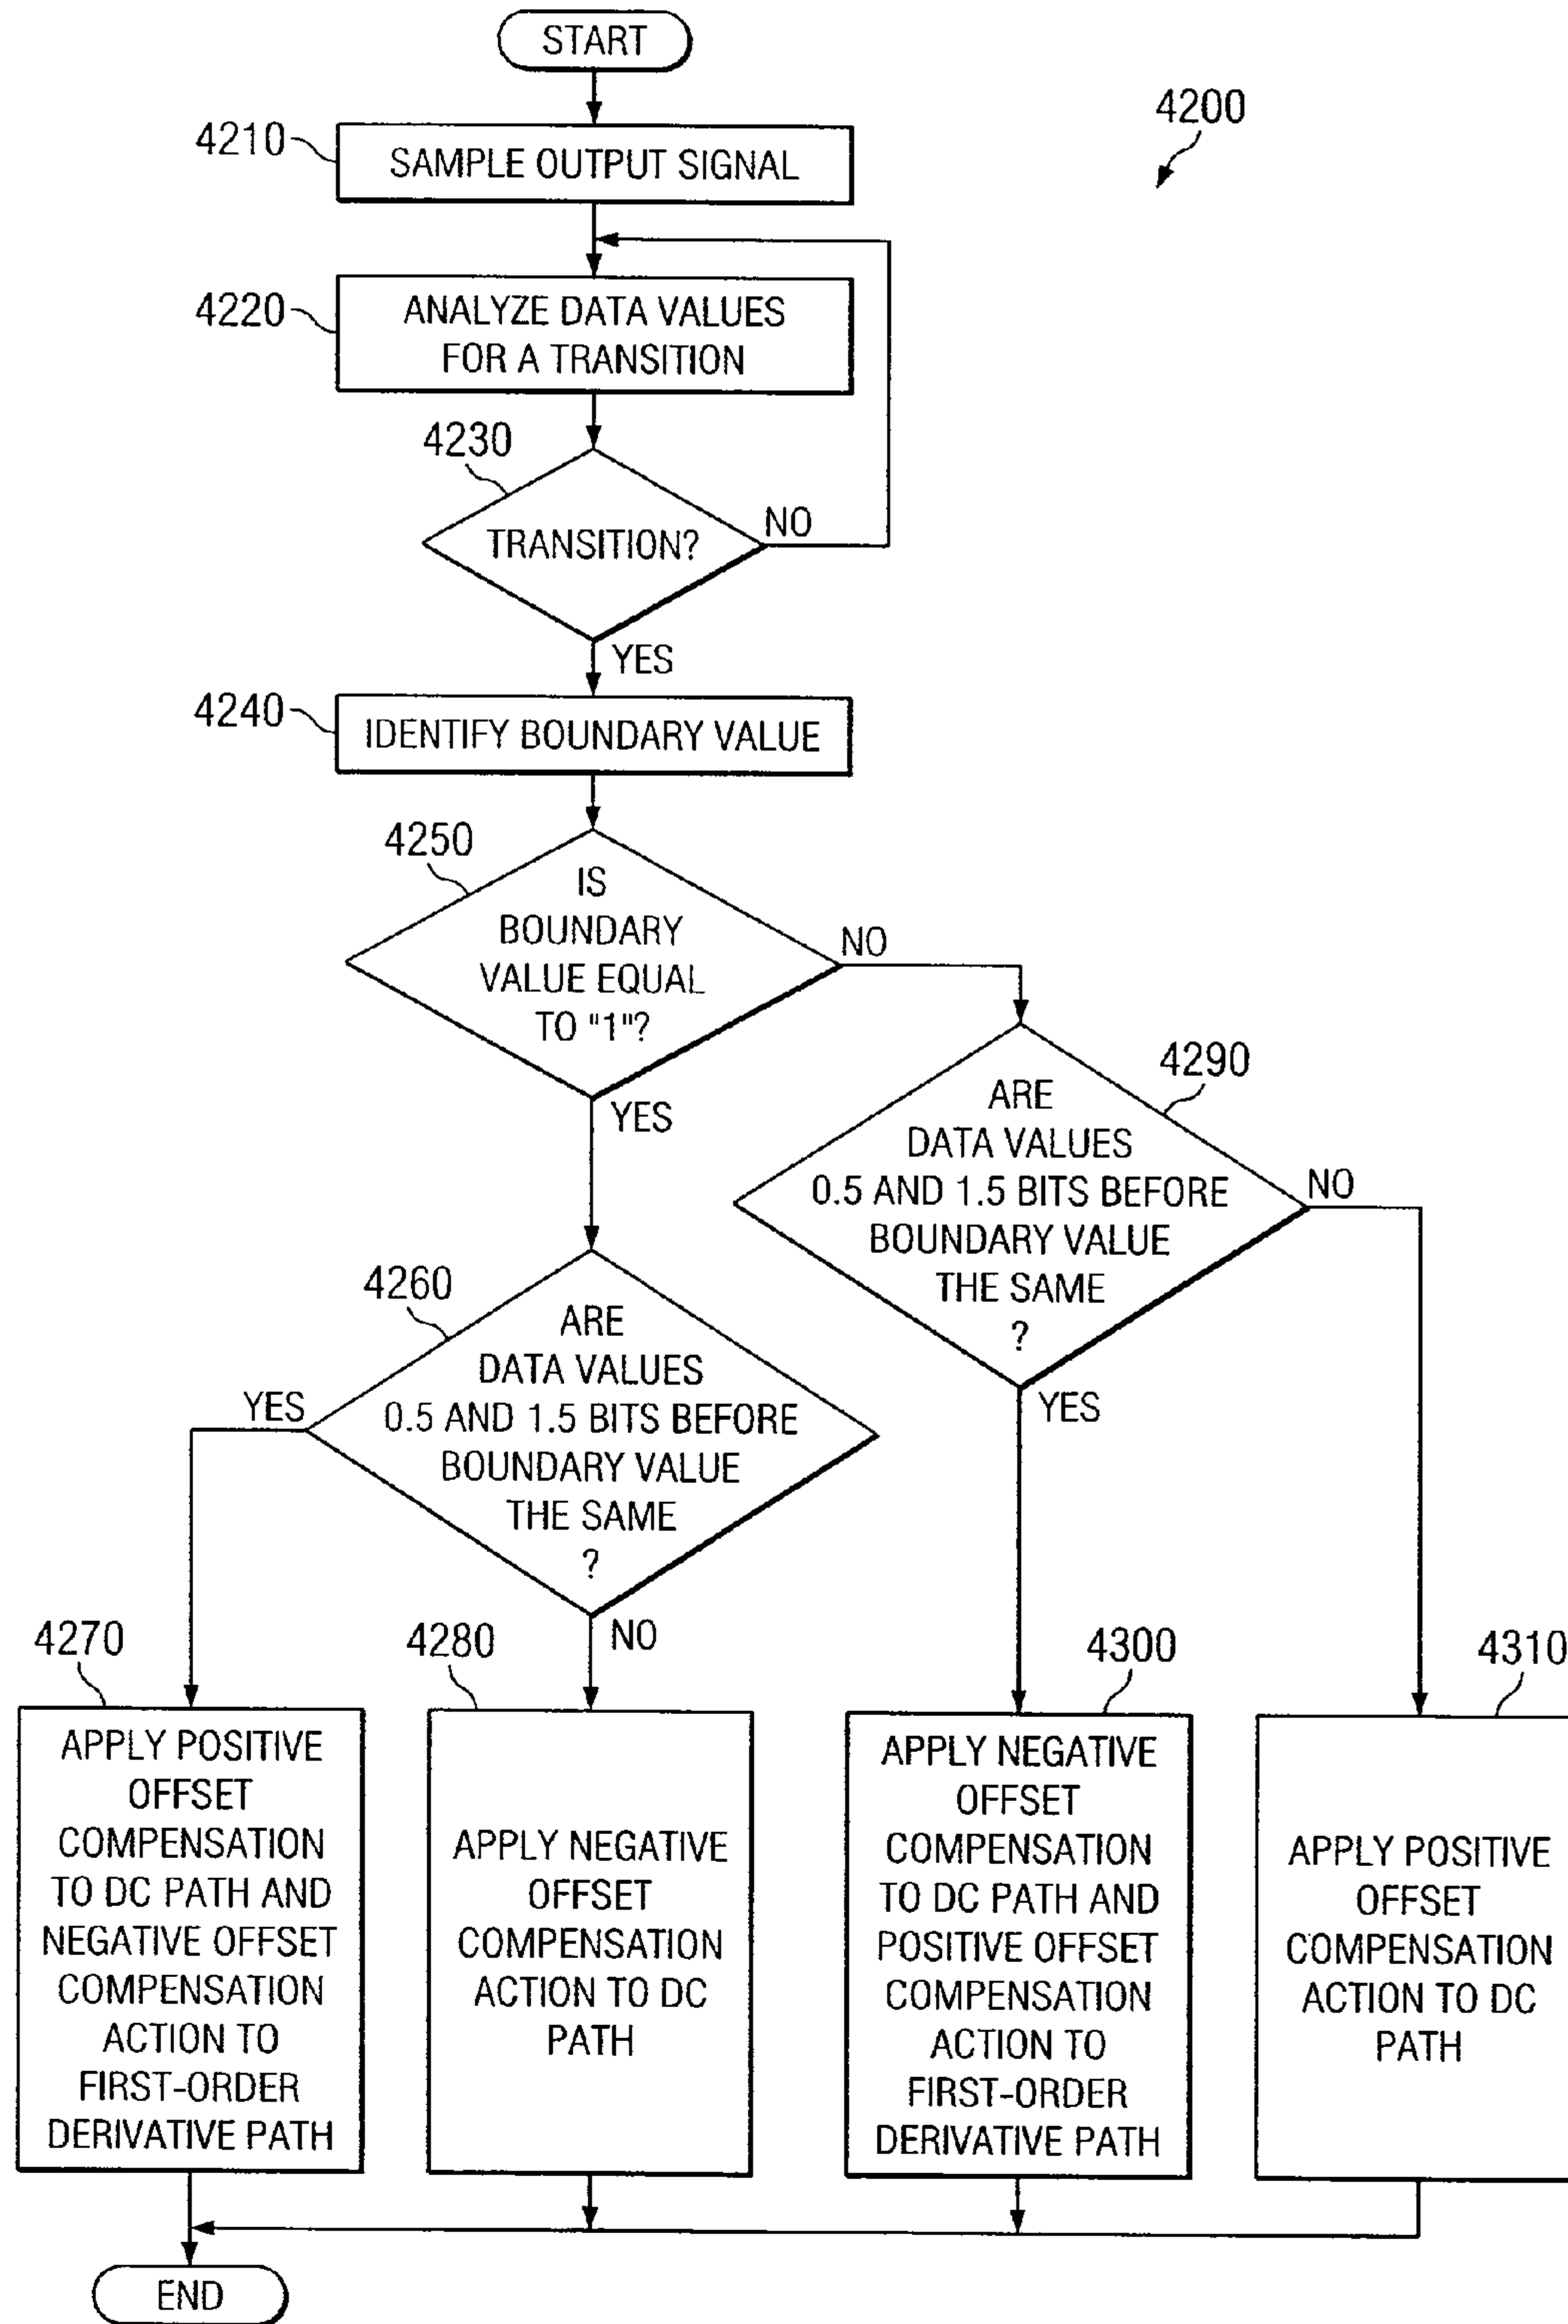 START
4200
4210
SAMPLE OUTPUT SIGNAL
4220
ANALYZE DATA VALUES
FOR A TRANSITION
4230
TRANSITION?
NO
YES
4240
IDENTIFY BOUNDARY VALUE
4250
IS
BOUNDARY
VALUE EQUAL
TO "1"?
NO
YES
4290
ARE
DATA VALUES
0.5 AND 1.5 BITS BEFORE
BOUNDARY VALUE
THE SAME
?
NO
YES
4260
ARE
DATA VALUES
0.5 AND 1.5 BITS BEFORE
BOUNDARY VALUE
THE SAME
?
YES
NO
4270
APPLY POSITIVE
OFFSET
COMPENSATION
TO DC PATH AND
NEGATIVE OFFSET
COMPENSATION
ACTION TO
FIRST-ORDER
DERIVATIVE PATH
4280
APPLY NEGATIVE
OFFSET
COMPENSATION
ACTION TO DC
PATH
4300
APPLY NEGATIVE
OFFSET
COMPENSATION
TO DC PATH AND
POSITIVE OFFSET
COMPENSATION
ACTION TO
FIRST-ORDER
DERIVATIVE PATH
4310
APPLY POSITIVE
OFFSET
COMPENSATION
ACTION TO DC
PATH
END